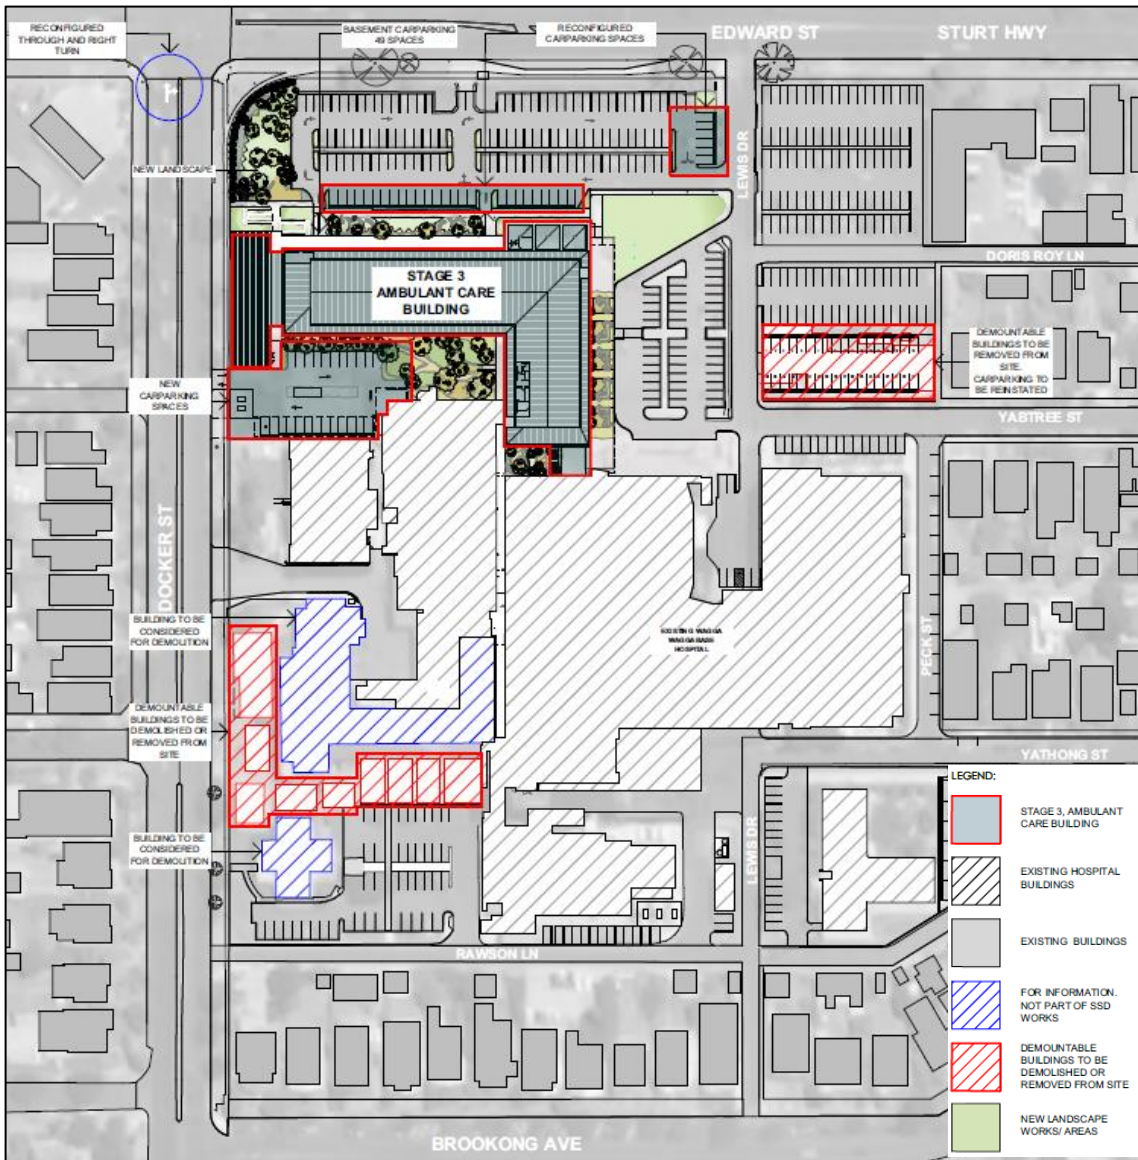 RECONFIGURED
THROUGH AND RIGHT
TURN
BASEMENT CARPARKING
49 SPACES
RECONFIGURED
CARPARKING SPACES
EDWARD ST
STURT HWY
NEW LANDSCAPE
LEWIS DR
DORIS ROY LN
STAGE 3
AMBULANT CARE
BUILDING
DEMOUNTABLE
BUILDINGS TO BE
REMOVED FROM
SITE.
CARPARKING TO
BE REINSTATED
NEW
CARPARKING
SPACES
YABTREE ST
DOCKER ST
BUILDING TO BE
CONSIDERED
FOR DEMOLITION
EXISTING WAGGA
WAGGA BASE
HOSPITAL
PECK ST
DEMOUNTABLE
BUILDINGS TO BE
DEMOLISHED OR
REMOVED FROM
SITE
YATHONG ST
BUILDING TO BE
CONSIDERED
FOR DEMOLITION
LEWIS DR
RAWSON LN
BROOKONG AVE
LEGEND:
STAGE 3, AMBULANT
CARE BUILDING
EXISTING HOSPITAL
BUILDINGS
EXISTING BUILDINGS
FOR INFORMATION.
NOT PART OF SSD
WORKS
DEMOUNTABLE
BUILDINGS TO BE
DEMOLISHED OR
REMOVED FROM SITE
NEW LANDSCAPE
WORKS/ AREAS